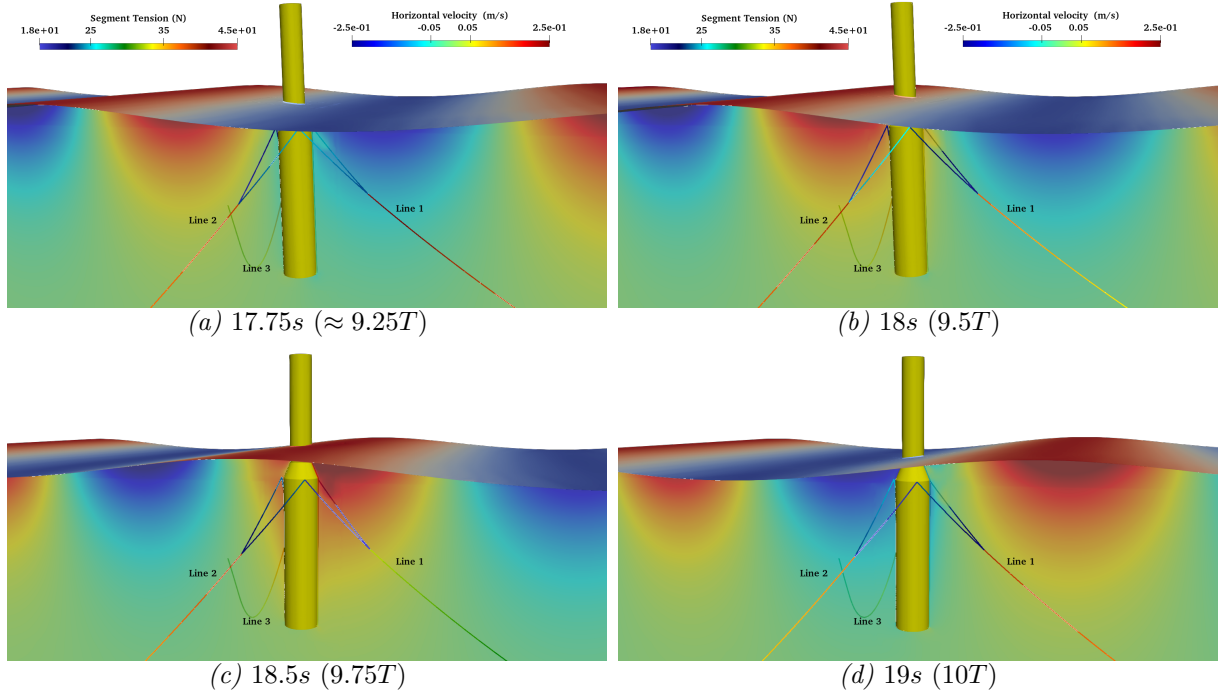 Segment Tension (N)
1.8e+01 25 35 4.5e+01
Horizontal velocity (m/s)
-2.5e-01 -0.05 0.05 2.5e-01
Line 2
Line 1
Line 3
(a) 17.75s (≈ 9.25T)
Segment Tension (N)
1.8e+01 25 35 4.5e+01
Horizontal velocity (m/s)
-2.5e-01 -0.05 0.05 2.5e-01
Line 2
Line 1
Line 3
(b) 18s (9.5T)
Line 1
Line 2
Line 3
(c) 18.5s (9.75T)
Line 1
Line 2
Line 3
(d) 19s (10T)